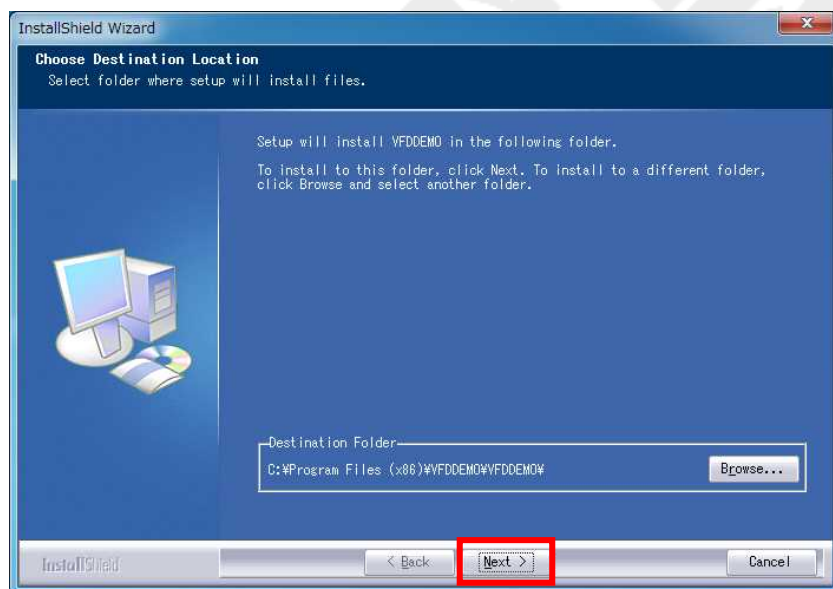 InstallShield Wizard
Choose Destination Location
Select folder where setup will install files.
Setup will install VFDDEMO in the following folder.
To install to this folder, click Next. To install to a different folder,
click Browse and select another folder.
Destination Folder
C:¥Program Files (x86)¥VFDDEMO¥VFDDEMO¥
Browse...
InstallShield
< Back
Next >
Cancel